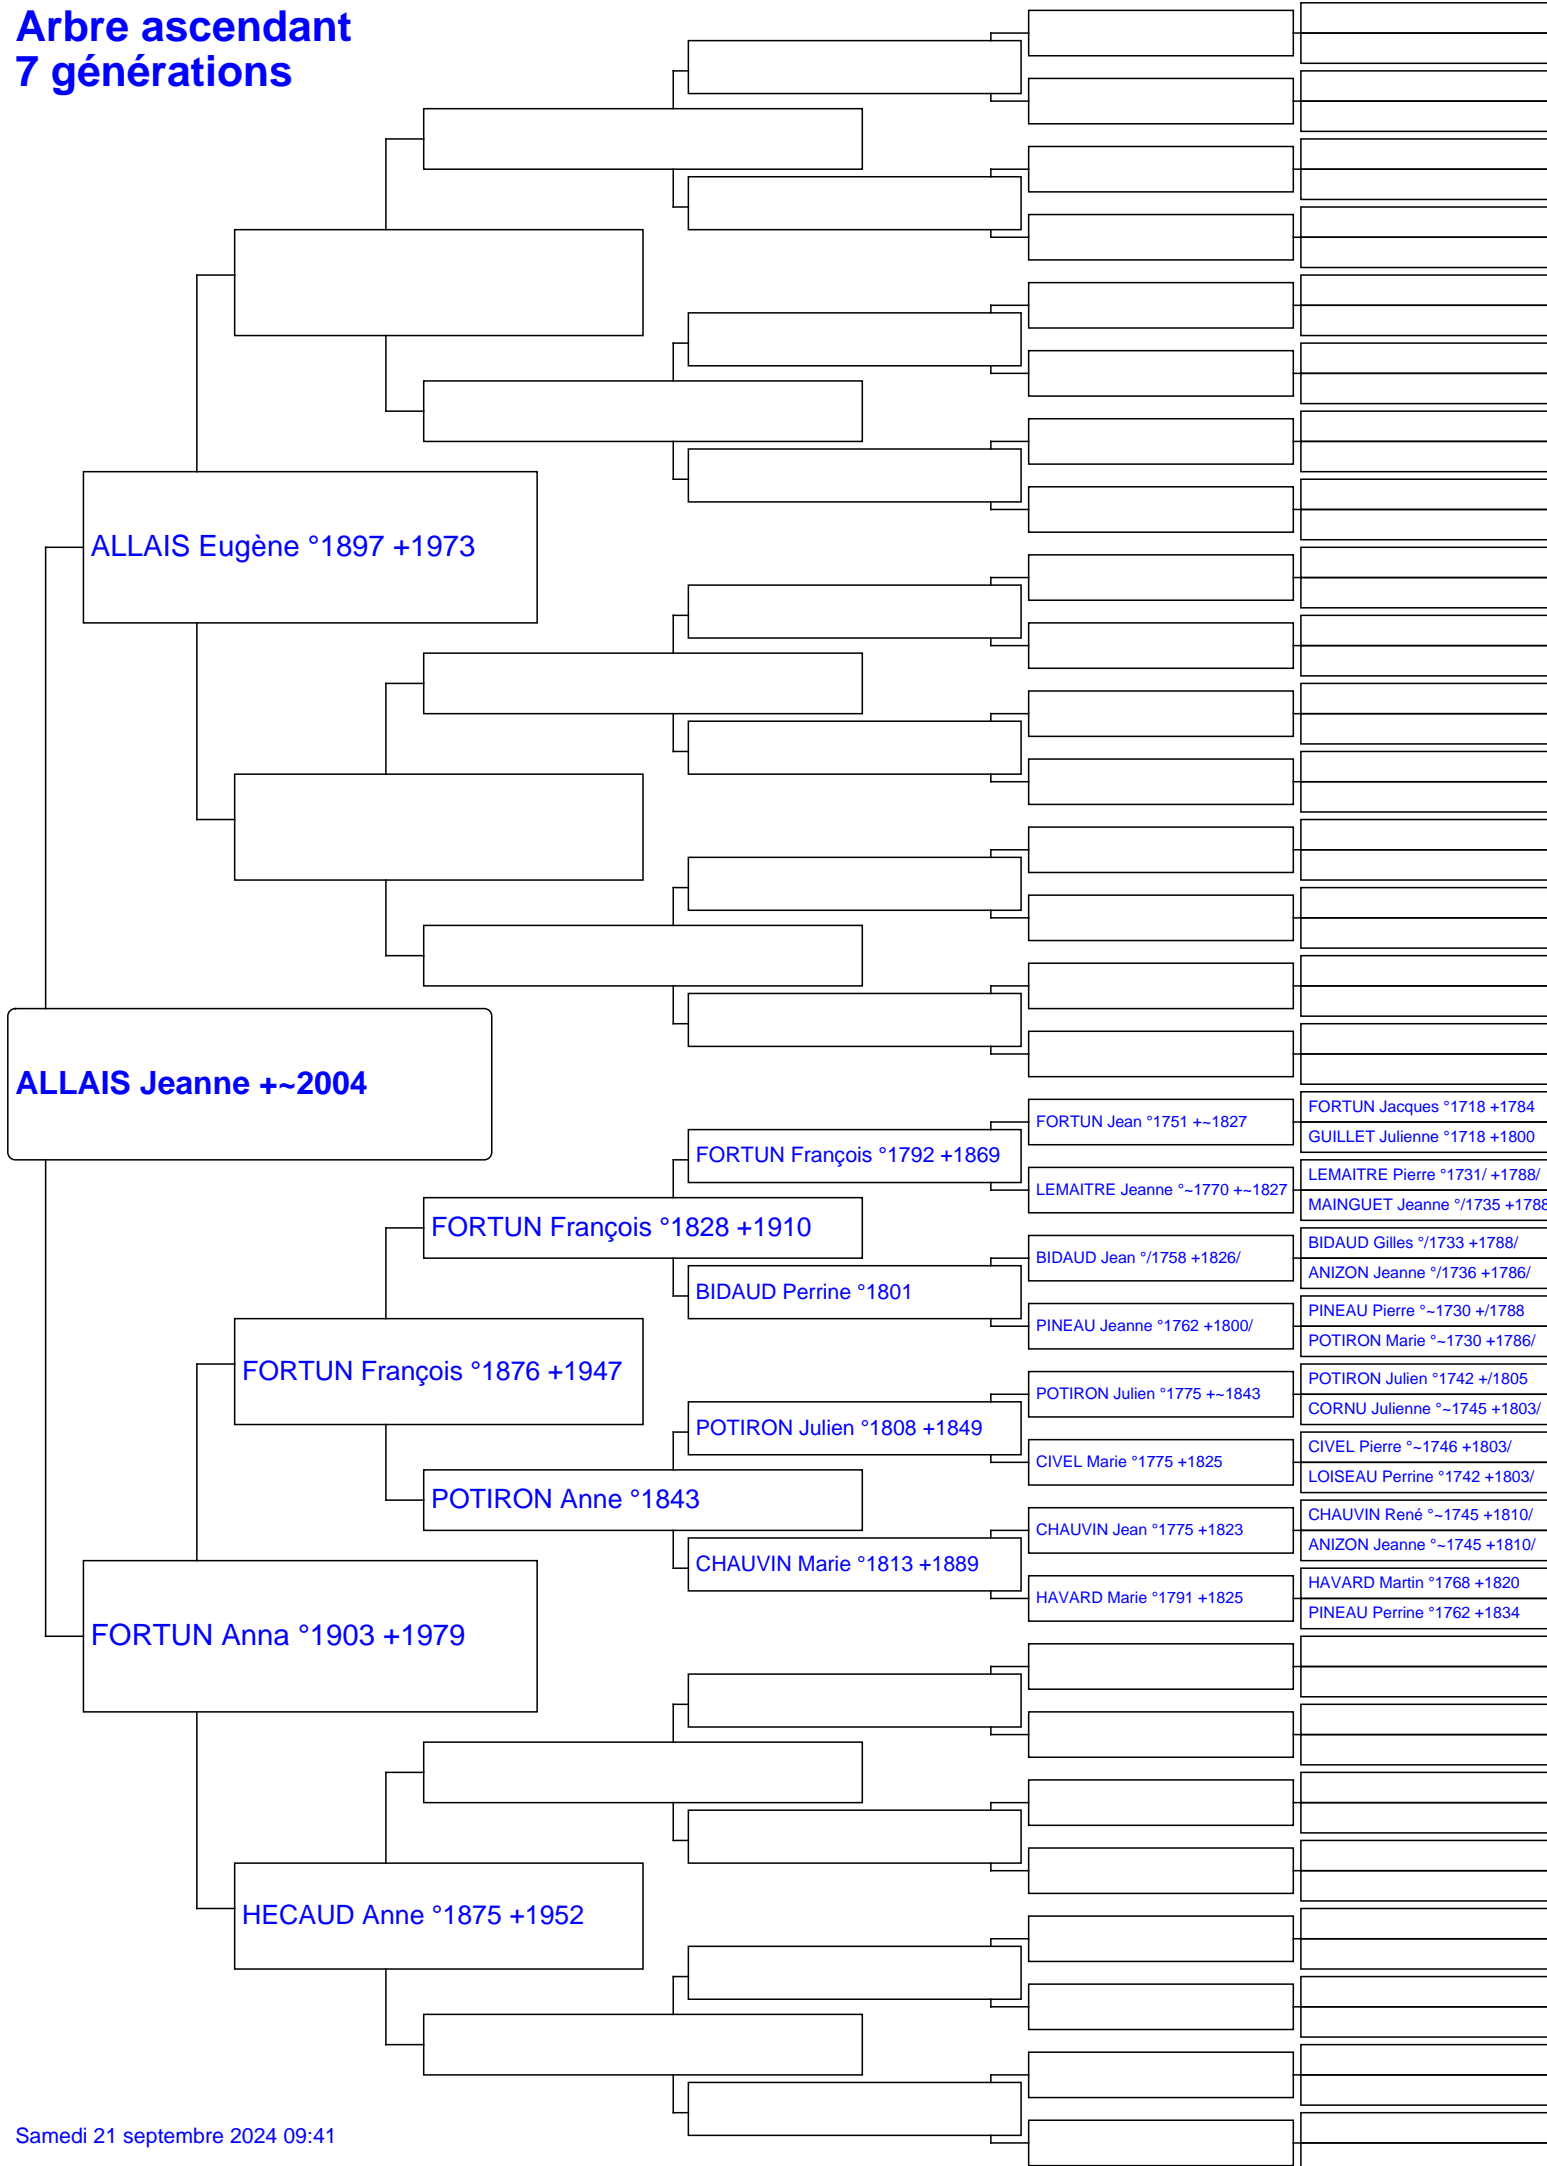 Arbre ascendant
7 générations
ALLAIS Eugène °1897 +1973
ALLAIS Jeanne +~2004
FORTUN Jean °1751 +~1827
FORTUN Jacques °1718 +1784
GUILLET Julienne °1718 +1800
FORTUN François °1792 +1869
LEMAITRE Jeanne °~1770 +~1827
LEMAITRE Pierre °1731/ +1788/
MAINGUET Jeanne °/1735 +1788
FORTUN François °1828 +1910
BIDAUD Jean °/1758 +1826/
BIDAUD Gilles °/1733 +1788/
ANIZON Jeanne °/1736 +1786/
BIDAUD Perrine °1801
PINEAU Jeanne °1762 +1800/
PINEAU Pierre °~1730 +/1788
POTIRON Marie °~1730 +1786/
FORTUN François °1876 +1947
POTIRON Julien °1775 +~1843
POTIRON Julien °1742 +/1805
CORNU Julienne °~1745 +1803/
POTIRON Julien °1808 +1849
CIVEL Marie °1775 +1825
CIVEL Pierre °~1746 +1803/
LOISEAU Perrine °1742 +1803/
POTIRON Anne °1843
CHAUVIN Jean °1775 +1823
CHAUVIN René °~1745 +1810/
ANIZON Jeanne °~1745 +1810/
CHAUVIN Marie °1813 +1889
HAVARD Marie °1791 +1825
HAVARD Martin °1768 +1820
PINEAU Perrine °1762 +1834
FORTUN Anna °1903 +1979
HECAUD Anne °1875 +1952
Samedi 21 septembre 2024 09:41